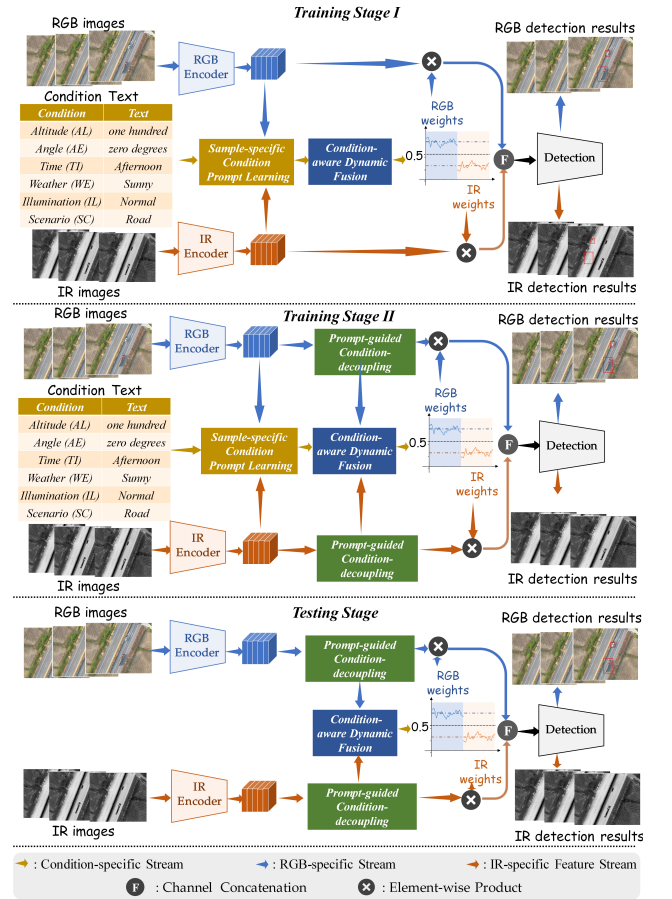 Training Stage I
RGB images
RGB detection results
RGB
Encoder
Condition Text
Condition Text
Altitude (AL) one hundred
Angle (AE) zero degrees
Time (TI) Afternoon
Weather (WE) Sunny
Illumination (IL) Normal
Scenario (SC) Road
Sample-specific
Condition
Prompt Learning
Condition-
aware Dynamic
Fusion
RGB
weights
0.5
F
Detection
IR
weights
IR
Encoder
IR images
IR detection results
Training Stage II
RGB images
RGB detection results
RGB
Encoder
Prompt-guided
Condition-
decoupling
RGB
weights
Condition Text
Condition Text
Altitude (AL) one hundred
Angle (AE) zero degrees
Time (TI) Afternoon
Weather (WE) Sunny
Illumination (IL) Normal
Scenario (SC) Road
Sample-specific
Condition
Prompt Learning
Condition-
aware Dynamic
Fusion
0.5
F
Detection
IR
weights
IR
Encoder
Prompt-guided
Condition-
decoupling
IR images
IR detection results
Testing Stage
RGB images
RGB detection results
RGB
Encoder
Prompt-guided
Condition-
decoupling
RGB
weights
Condition-
aware Dynamic
Fusion
0.5
F
Detection
IR
weights
IR
Encoder
Prompt-guided
Condition-
decoupling
IR images
IR detection results
: Condition-specific Stream
: RGB-specific Stream
: IR-specific Feature Stream
F : Channel Concatenation
: Element-wise Product